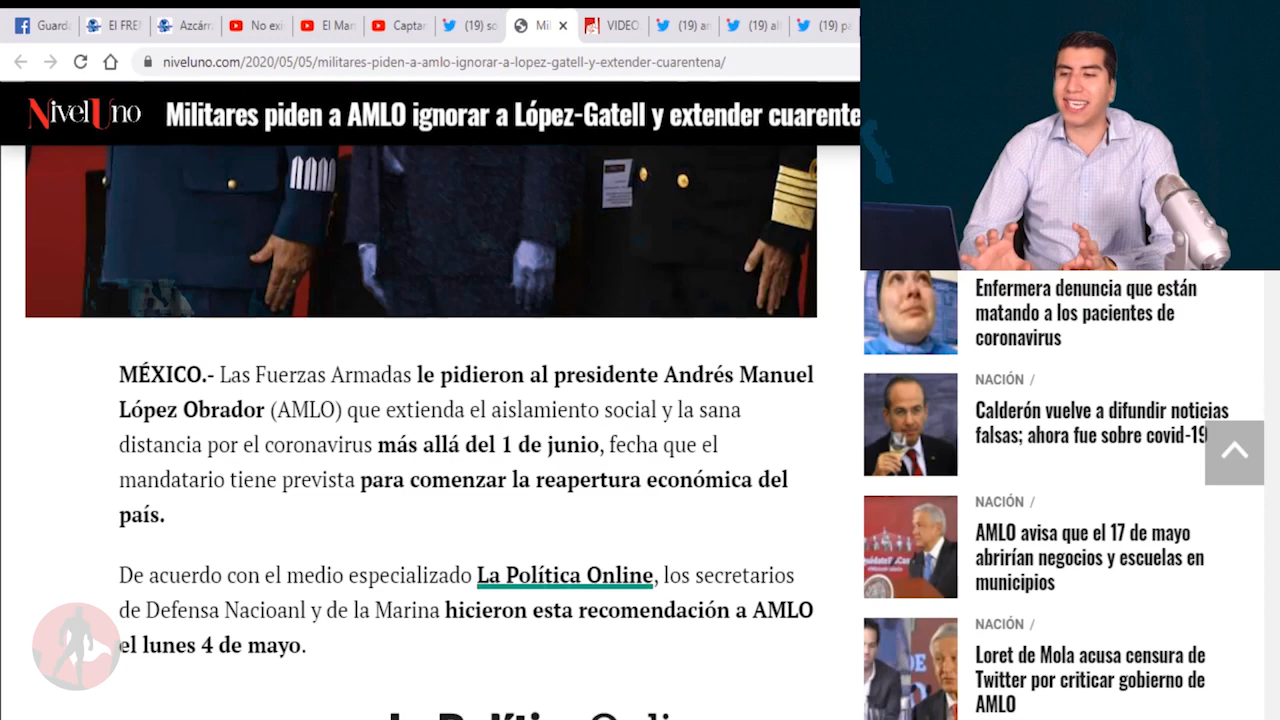 Guard
El FREI
Azcárr
No exi
El Man
Captar
(19) so
Mil
VIDEO
(19) an
(19) al
(19) pa
niveluno.com/2020/05/05/militares-piden-a-amlo-ignorar-a-lopez-gatell-y-extender-cuarentena/
NivelUno
Militares piden a AMLO ignorar a López-Gatell y extender cuarente
MÉXICO.- Las Fuerzas Armadas le pidieron al presidente Andrés Manuel
López Obrador (AMLO) que extienda el aislamiento social y la sana
distancia por el coronavirus más allá del 1 de junio, fecha que el
mandatario tiene prevista para comenzar la reapertura económica del
país.
De acuerdo con el medio especializado La Política Online, los secretarios
de Defensa Nacioanl y de la Marina hicieron esta recomendación a AMLO
el lunes 4 de mayo.
La Política Onli
Enfermera denuncia que están
matando a los pacientes de
coronavirus
NACIÓN /
Calderón vuelve a difundir noticias
falsas; ahora fue sobre covid-19
NACIÓN /
AMLO avisa que el 17 de mayo
abrirían negocios y escuelas en
municipios
NACIÓN /
Loret de Mola acusa censura de
Twitter por criticar gobierno de
AMLO